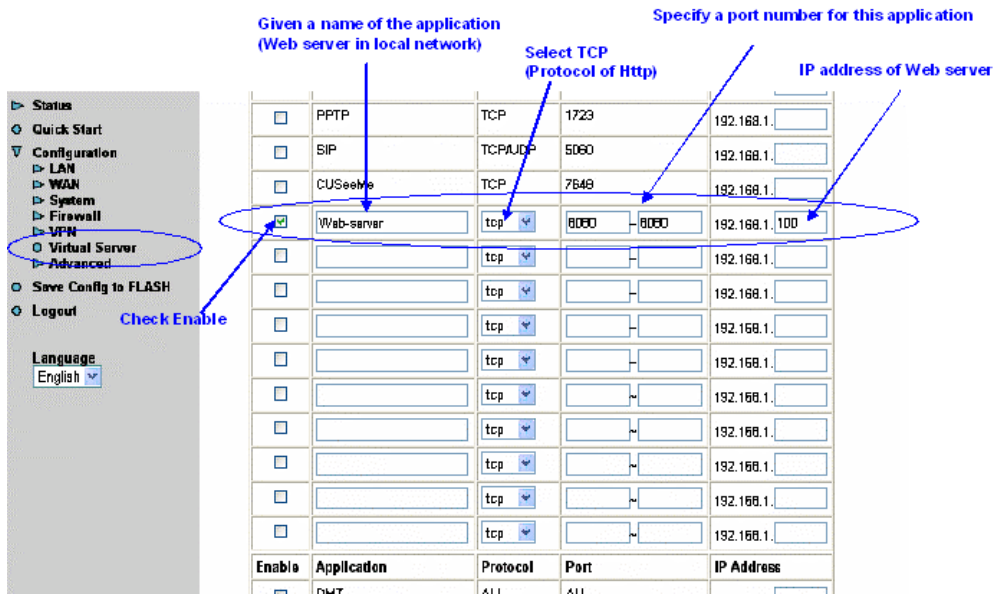 Given a name of the application
(Web server in local network)
Specify a port number for this application
Select TCP
(Protocol of Http)
IP address of Web server
Status
Quick Start
Configuration
LAN
WAN
System
Firewall
VPN
Virtual Server
Advanced
Save Config to FLASH
Logout
Check Enable
Language
English
PPTP TCP 1723 192.168.1.
SIP TCP/UDP 5060 192.168.1.
CUSeeMe TCP 7648 192.168.1.
Web-server tcp 8080 ~ 8080 192.168.1. 100
tcp ~ 192.168.1.
tcp ~ 192.168.1.
tcp ~ 192.168.1.
tcp ~ 192.168.1.
tcp ~ 192.168.1.
tcp ~ 192.168.1.
tcp ~ 192.168.1.
tcp ~ 192.168.1.
tcp ~ 192.168.1.
Enable Application Protocol Port IP Address